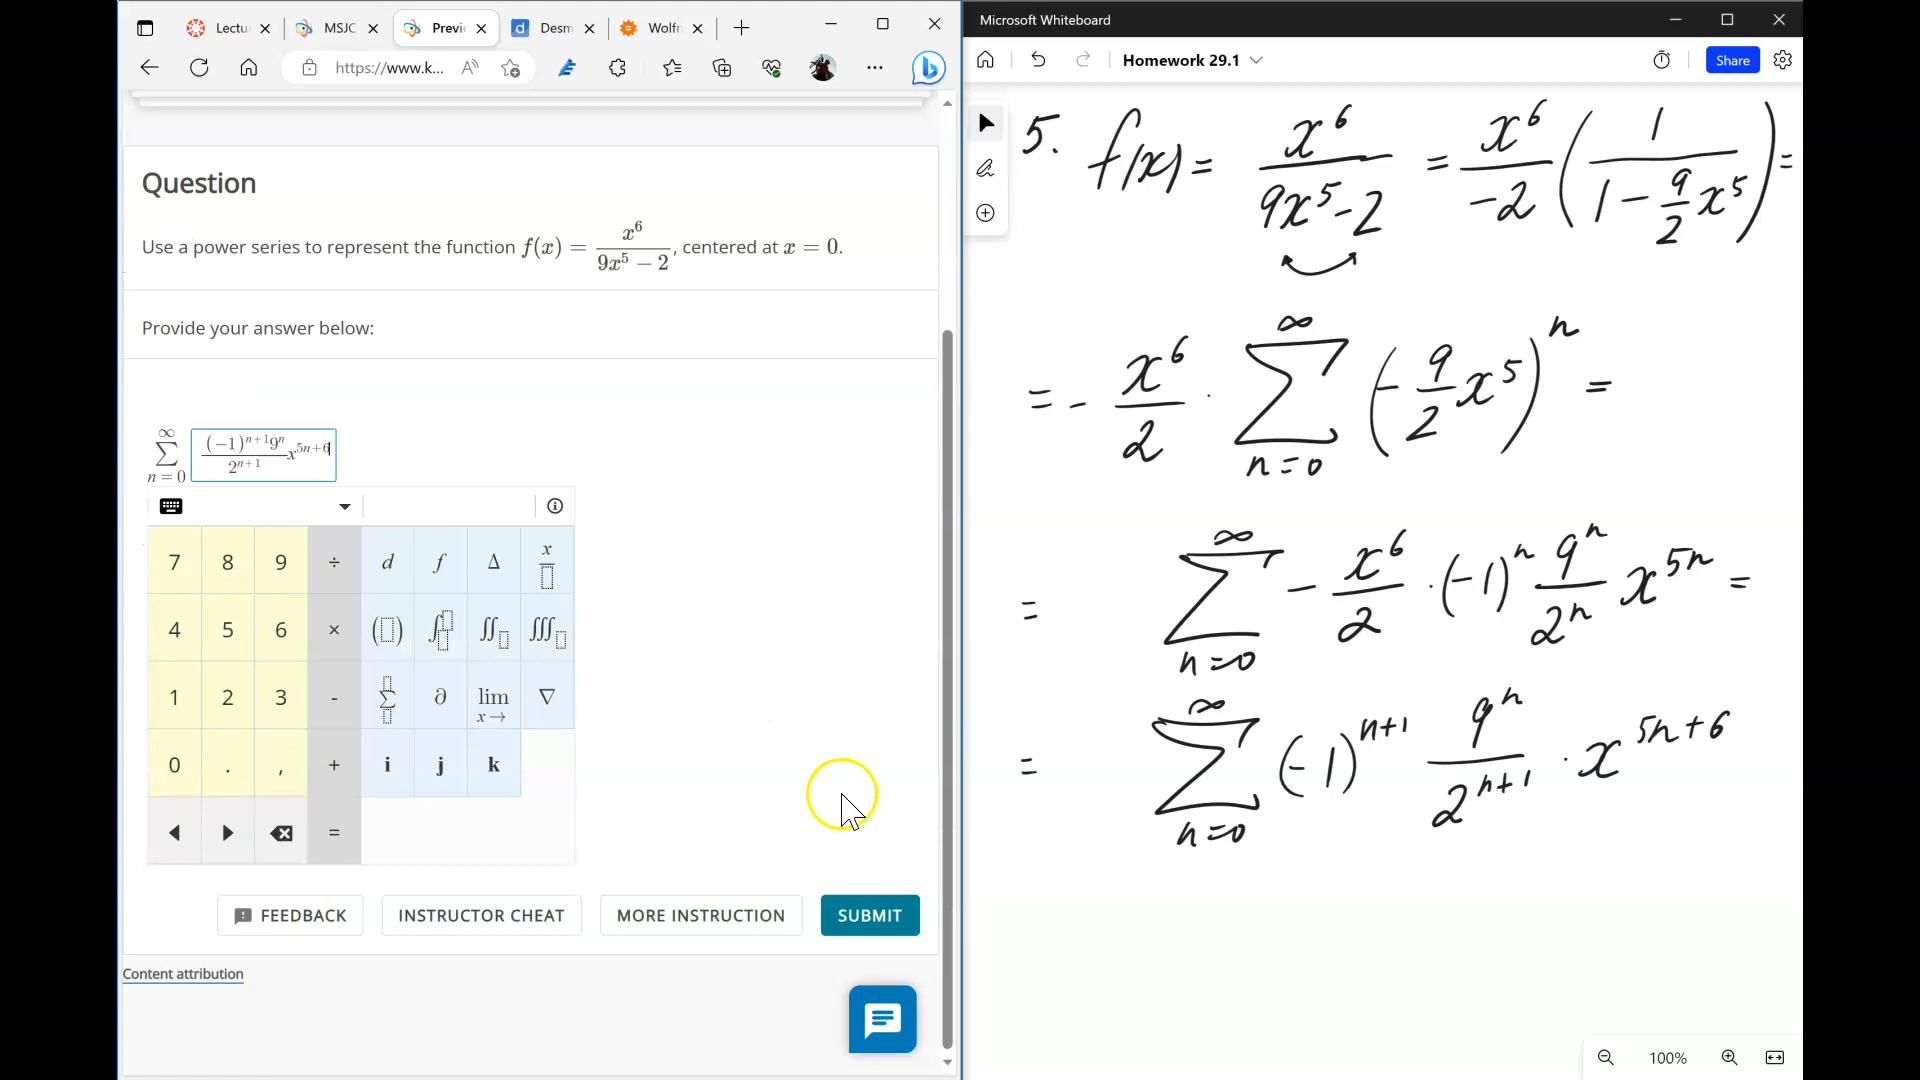 Lectu
MSJC
Previ
Desm
Wolfr
https://www.k...
Question
Use a power series to represent the function f(x) = x^6 / (9x^5 − 2), centered at x = 0.
Provide your answer below:
∑_{n = 0}^{∞} ((−1)^{n+1} 9^n / 2^{n+1}) x^{5n+6}
7 8 9 ÷ d f Δ x/□
4 5 6 × (□) ∫ ∬ ∭
1 2 3 - ∑ ∂ lim x→ ∇
0 . , + i j k
=
FEEDBACK
INSTRUCTOR CHEAT
MORE INSTRUCTION
SUBMIT
Content attribution
Microsoft Whiteboard
Homework 29.1
Share
5. f(x) = x^6 / (9x^5 - 2) = x^6 / -2 (1 / (1 - 9/2 x^5)) =
= - x^6 / 2 · ∑_{n=0}^{∞} (- 9/2 x^5)^n =
= ∑_{n=0}^{∞} - x^6 / 2 · (-1)^n 9^n / 2^n x^{5n} =
= ∑_{n=0}^{∞} (-1)^{n+1} 9^n / 2^{n+1} · x^{5n+6}
100%